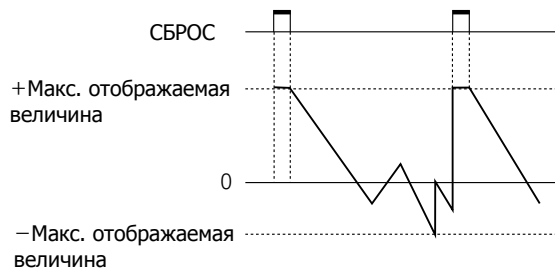 СБРОС
+Макс. отображаемая
величина
0
−Макс. отображаемая
величина